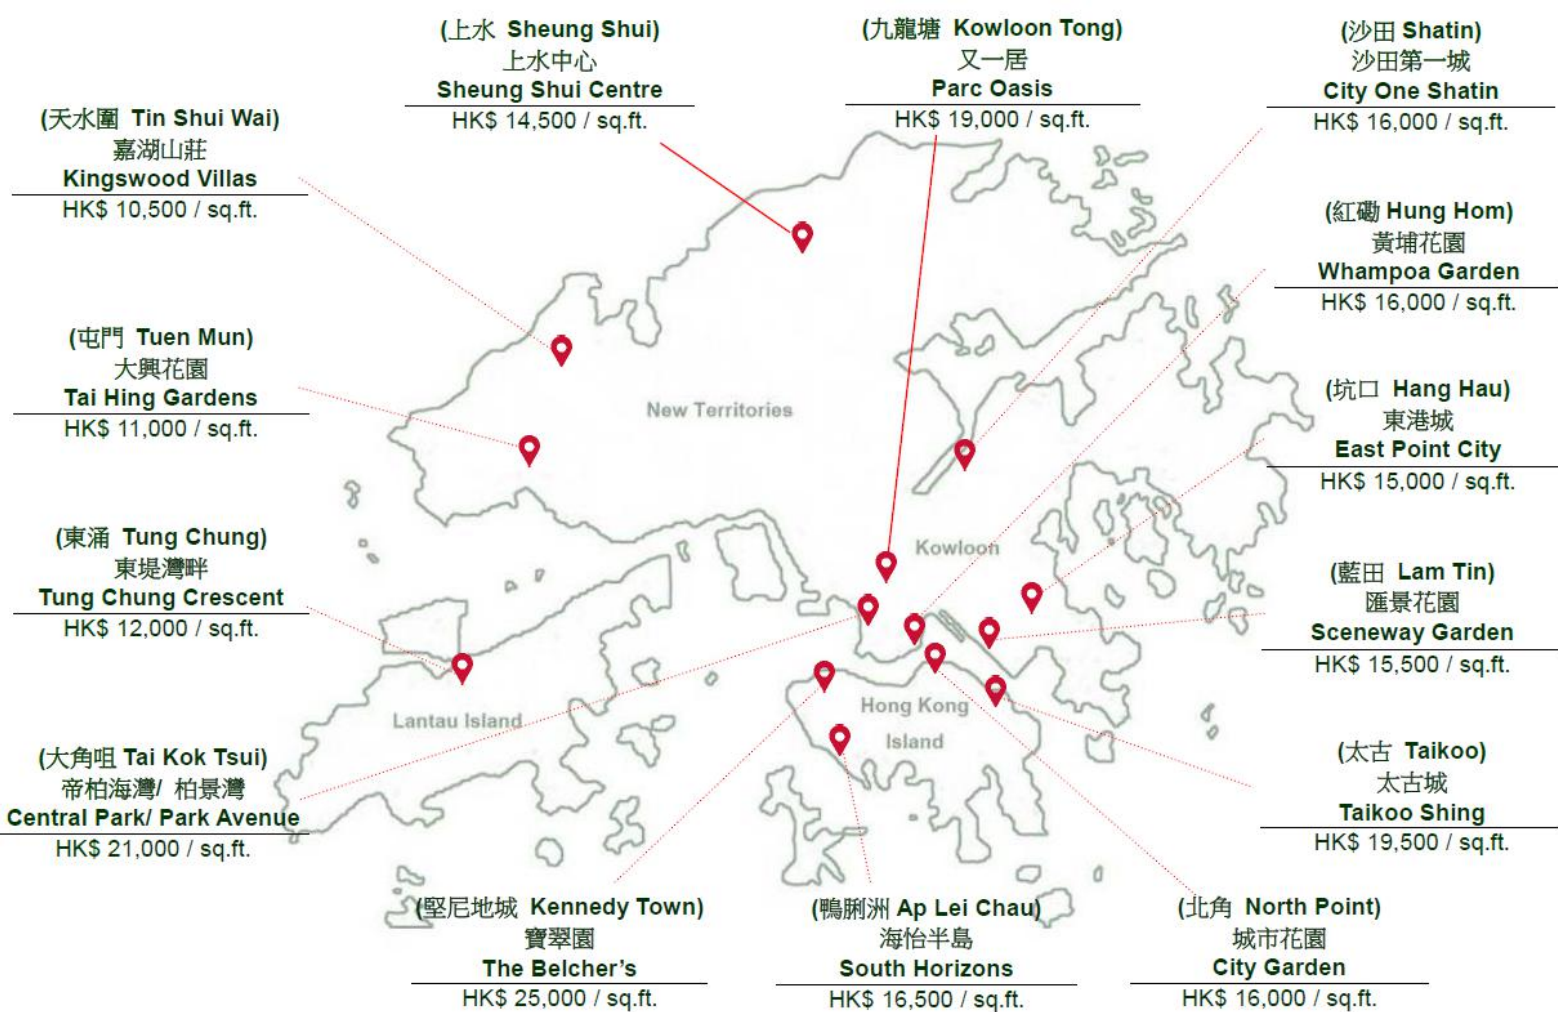 (上水 Sheung Shui)
上水中心
Sheung Shui Centre
HK$ 14,500 / sq.ft.
(九龍塘 Kowloon Tong)
又一居
Parc Oasis
HK$ 19,000 / sq.ft.
(沙田 Shatin)
沙田第一城
City One Shatin
HK$ 16,000 / sq.ft.
(天水圍 Tin Shui Wai)
嘉湖山莊
Kingswood Villas
HK$ 10,500 / sq.ft.
(紅磡 Hung Hom)
黃埔花園
Whampoa Garden
HK$ 16,000 / sq.ft.
(屯門 Tuen Mun)
大興花園
Tai Hing Gardens
HK$ 11,000 / sq.ft.
New Territories
(坑口 Hang Hau)
東港城
East Point City
HK$ 15,000 / sq.ft.
(東涌 Tung Chung)
東堤灣畔
Tung Chung Crescent
HK$ 12,000 / sq.ft.
Kowloon
(藍田 Lam Tin)
匯景花園
Sceneway Garden
HK$ 15,500 / sq.ft.
Lantau Island
Hong Kong
Island
(大角咀 Tai Kok Tsui)
帝柏海灣/ 柏景灣
Central Park/ Park Avenue
HK$ 21,000 / sq.ft.
(太古 Taikoo)
太古城
Taikoo Shing
HK$ 19,500 / sq.ft.
(堅尼地城 Kennedy Town)
寶翠園
The Belcher’s
HK$ 25,000 / sq.ft.
(鴨脷洲 Ap Lei Chau)
海怡半島
South Horizons
HK$ 16,500 / sq.ft.
(北角 North Point)
城市花園
City Garden
HK$ 16,000 / sq.ft.